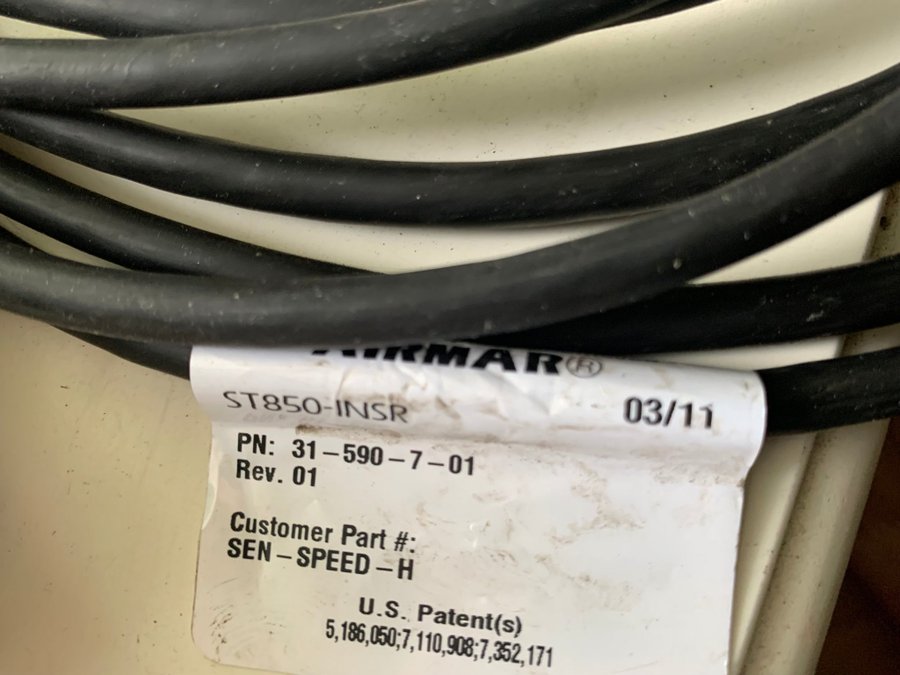 AIRMAR®
ST850-INSR 03/11
PN: 31-590-7-01
Rev. 01
Customer Part #:
SEN-SPEED-H
U.S. Patent(s)
5,186,050;7,110,908;7,352,171